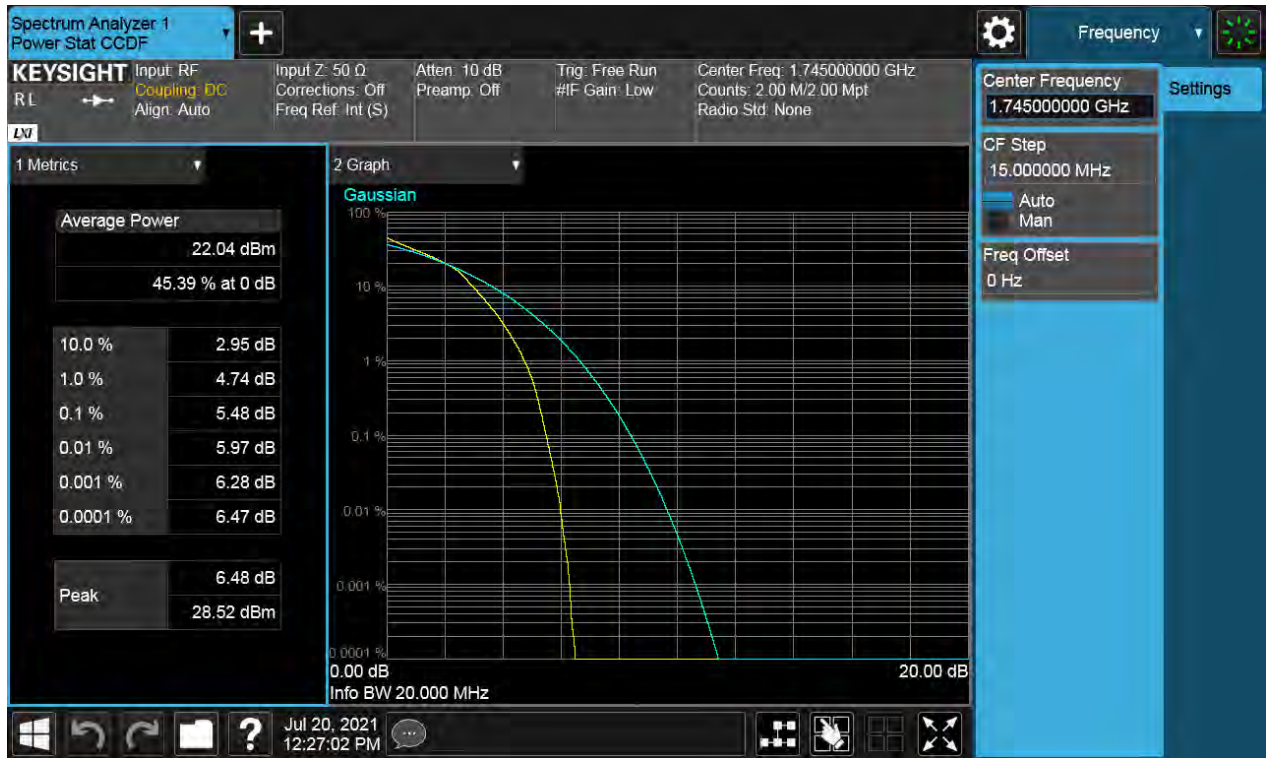 Spectrum Analyzer 1
Power Stat CCDF
Frequency
KEYSIGHT
RL
LXI
Input: RF
Coupling: DC
Align: Auto
Input Z: 50 Ω
Corrections: Off
Freq Ref: Int (S)
Atten: 10 dB
Preamp: Off
Trig: Free Run
#IF Gain: Low
Center Freq: 1.745000000 GHz
Counts: 2.00 M/2.00 Mpt
Radio Std: None
Center Frequency
1.745000000 GHz
Settings
CF Step
15.000000 MHz
Auto
Man
Freq Offset
0 Hz
1 Metrics
Average Power
22.04 dBm
45.39 % at 0 dB
10.0 % 2.95 dB
1.0 % 4.74 dB
0.1 % 5.48 dB
0.01 % 5.97 dB
0.001 % 6.28 dB
0.0001 % 6.47 dB
Peak
6.48 dB
28.52 dBm
2 Graph
Gaussian
100 %
10 %
1 %
0.1 %
0.01 %
0.001 %
0.0001 %
0.00 dB 20.00 dB
Info BW 20.000 MHz
?
Jul 20, 2021
12:27:02 PM